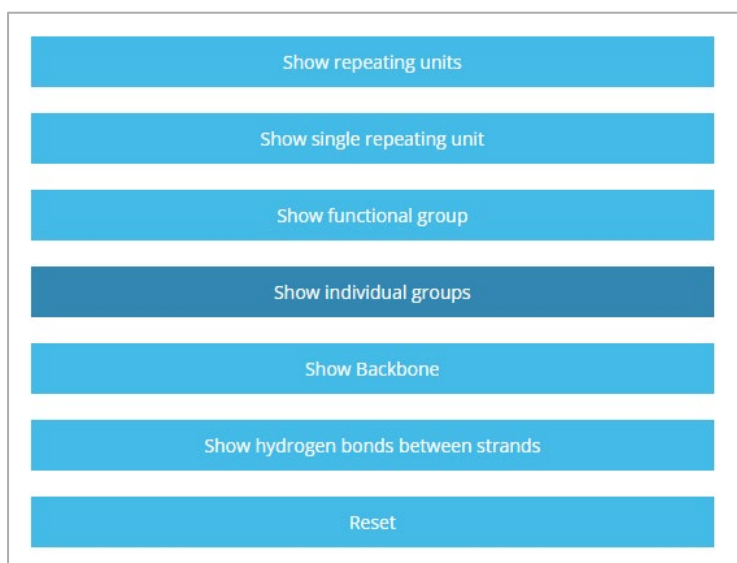 Show repeating units
Show single repeating unit
Show functional group
Show individual groups
Show Backbone
Show hydrogen bonds between strands
Reset